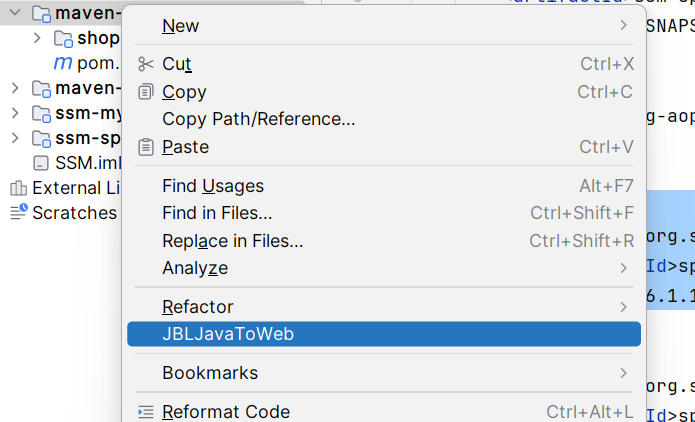 maven-
shop
pom.
maven-
ssm-my
ssm-sp
SSM.iml
External Li
Scratches
New
Cut Ctrl+X
Copy Ctrl+C
Copy Path/Reference...
Paste Ctrl+V
Find Usages Alt+F7
Find in Files... Ctrl+Shift+F
Replace in Files... Ctrl+Shift+R
Analyze
Refactor
JBLJavaToWeb
Bookmarks
Reformat Code Ctrl+Alt+L
SNAPS
g-aop
org.s
Id>sp
6.1.1
org.s
Id>sp